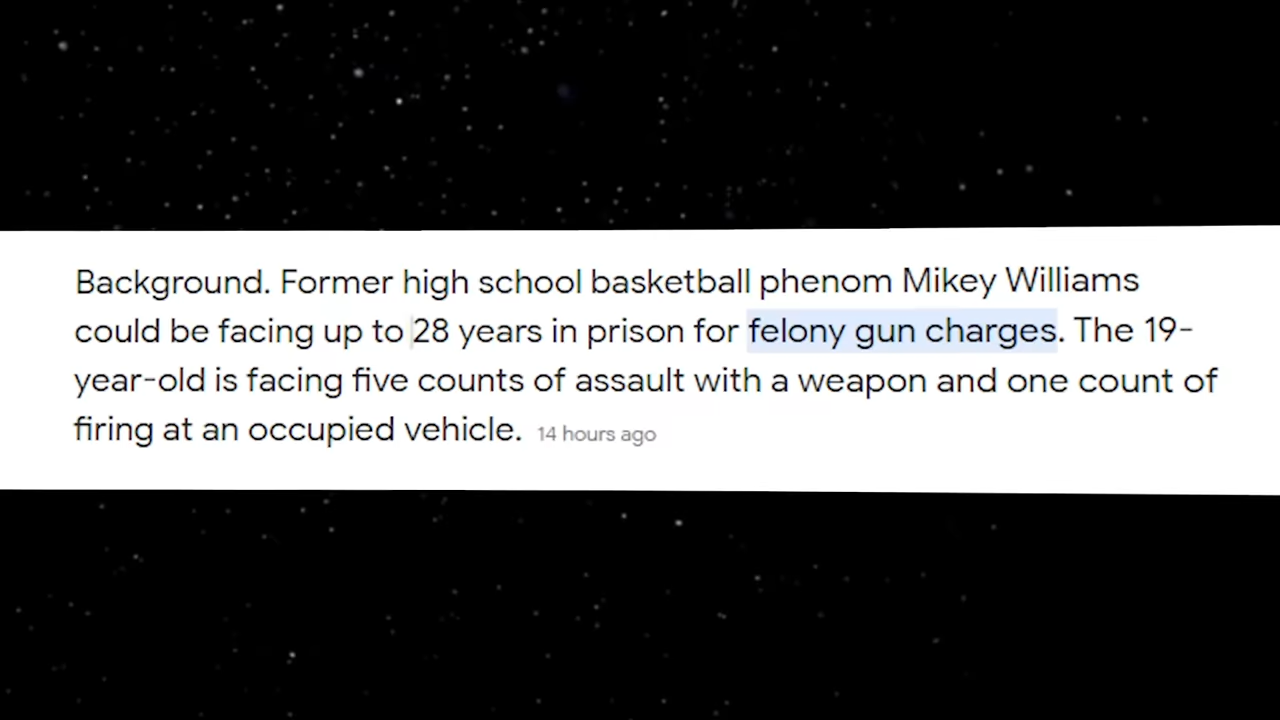 Background. Former high school basketball phenom Mikey Williams
could be facing up to 28 years in prison for felony gun charges. The 19-
year-old is facing five counts of assault with a weapon and one count of
firing at an occupied vehicle. 14 hours ago